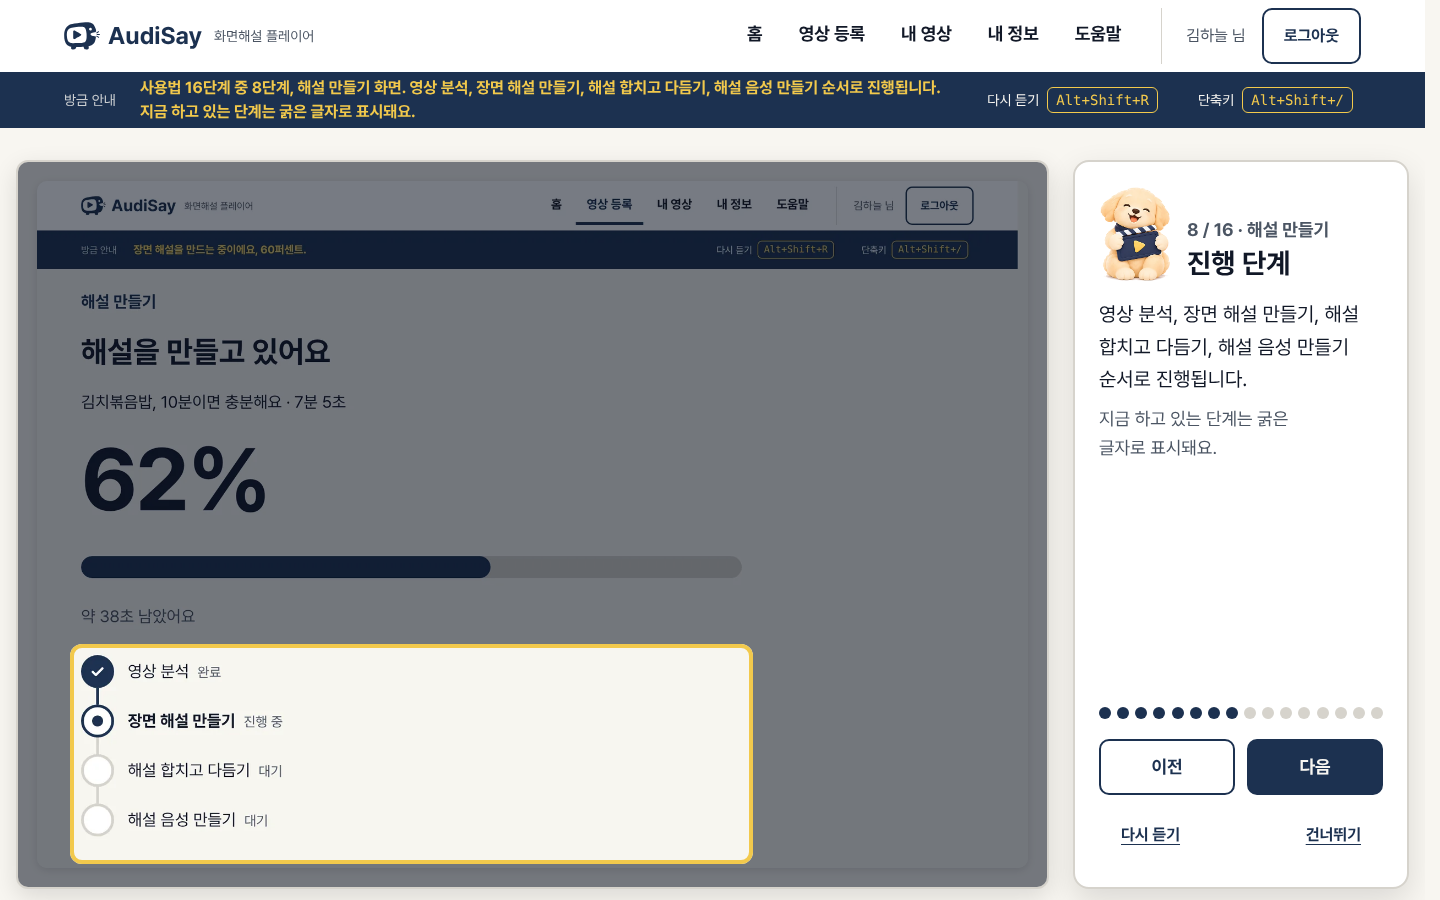 AudiSay 화면해설 플레이어
홈 영상 등록 내 영상 내 정보 도움말 김하늘 님 로그아웃
방금 안내
사용법 16단계 중 8단계, 해설 만들기 화면. 영상 분석, 장면 해설 만들기, 해설 합치고 다듬기, 해설 음성 만들기 순서로 진행됩니다.
지금 하고 있는 단계는 굵은 글자로 표시돼요.
다시 듣기 Alt+Shift+R 단축키 Alt+Shift+/
AudiSay 화면해설 플레이어
홈 영상 등록 내 영상 내 정보 도움말 김하늘 님 로그아웃
방금 안내 장면 해설을 만드는 중이에요, 60퍼센트. 다시 듣기 Alt+Shift+R 단축키 Alt+Shift+/
해설 만들기
해설을 만들고 있어요
김치볶음밥, 10분이면 충분해요 · 7분 5초
62%
약 38초 남았어요
영상 분석 완료
장면 해설 만들기 진행 중
해설 합치고 다듬기 대기
해설 음성 만들기 대기
8 / 16 · 해설 만들기
진행 단계
영상 분석, 장면 해설 만들기, 해설
합치고 다듬기, 해설 음성 만들기
순서로 진행됩니다.
지금 하고 있는 단계는 굵은
글자로 표시돼요.
이전 다음
다시 듣기 건너뛰기